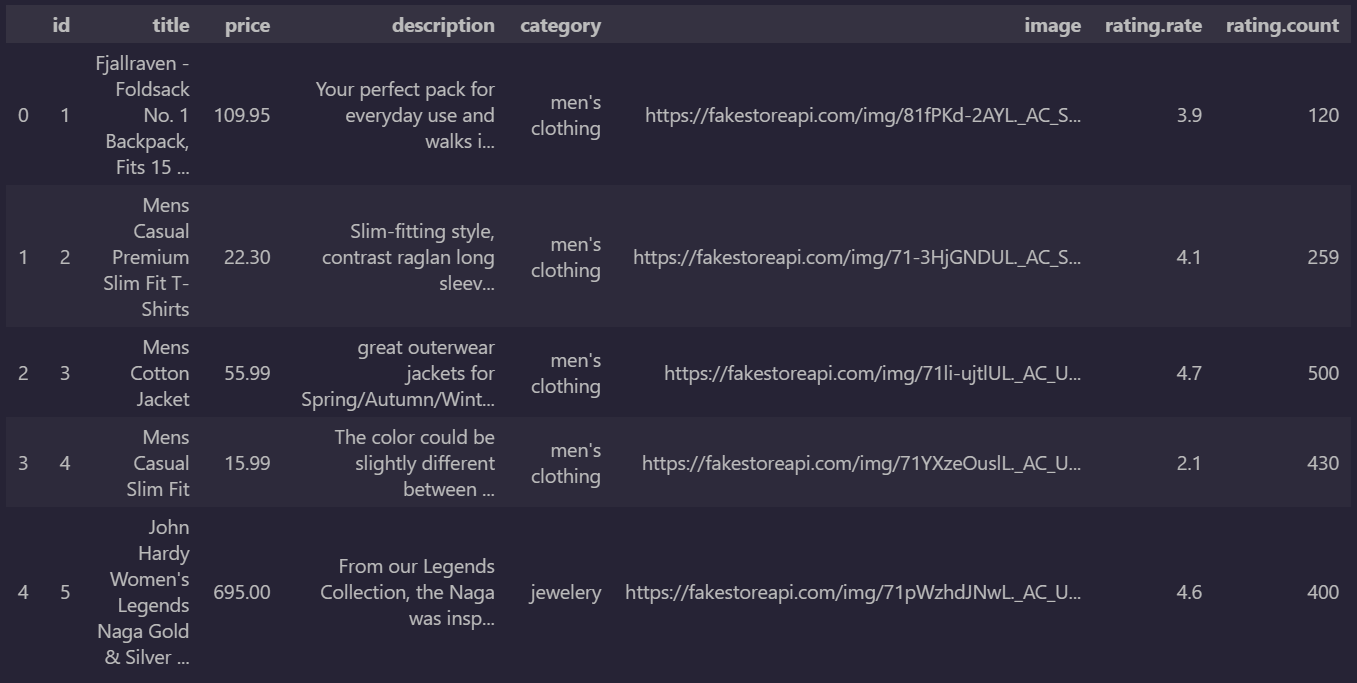 id title price description category image rating.rate rating.count
0 1 Fjallraven - Foldsack No. 1 Backpack, Fits 15 ... 109.95 Your perfect pack for everyday use and walks i... men's clothing https://fakestoreapi.com/img/81fPKd-2AYL._AC_S... 3.9 120
1 2 Mens Casual Premium Slim Fit T-Shirts 22.30 Slim-fitting style, contrast raglan long sleev... men's clothing https://fakestoreapi.com/img/71-3HjGNDUL._AC_S... 4.1 259
2 3 Mens Cotton Jacket 55.99 great outerwear jackets for Spring/Autumn/Wint... men's clothing https://fakestoreapi.com/img/71li-ujtlUL._AC_U... 4.7 500
3 4 Mens Casual Slim Fit 15.99 The color could be slightly different between ... men's clothing https://fakestoreapi.com/img/71YXzeOuslL._AC_U... 2.1 430
4 5 John Hardy Women's Legends Naga Gold & Silver ... 695.00 From our Legends Collection, the Naga was insp... jewelery https://fakestoreapi.com/img/71pWzhdJNwL._AC_U... 4.6 400